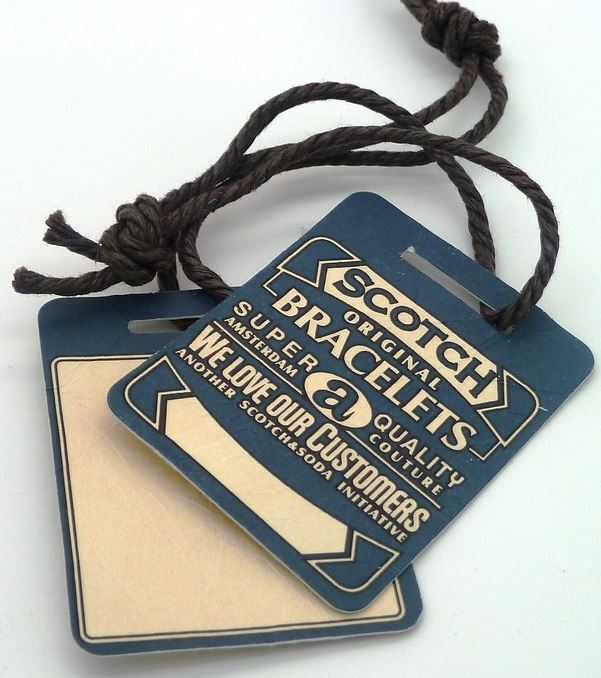 SCOTCH
ORIGINAL
BRACELETS
SUPER a QUALITY
AMSTERDAM COUTURE
WE LOVE OUR CUSTOMERS
ANOTHER SCOTCH&SODA INITIATIVE